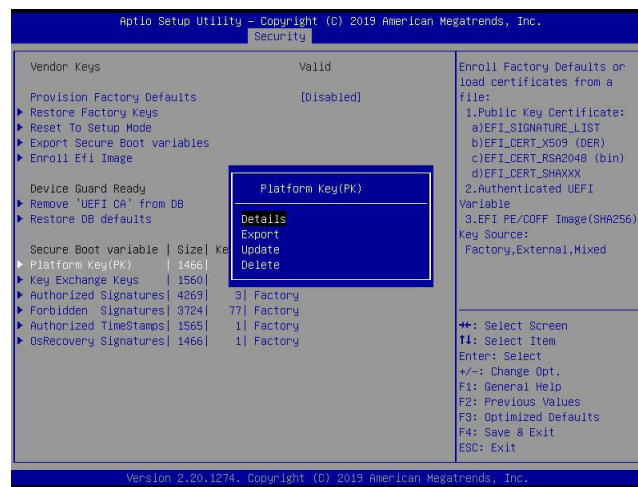 Aptio Setup Utility – Copyright (C) 2019 American Megatrends, Inc.
Security
Vendor Keys Valid
Provision Factory Defaults [Disabled]
Restore Factory Keys
Reset To Setup Mode
Export Secure Boot variables
Enroll Efi Image
Device Guard Ready
Remove 'UEFI CA' from DB
Restore DB defaults
Secure Boot variable | Size| Ke
Platform Key(PK) | 1466|
Key Exchange Keys | 1560|
Authorized Signatures| 4269| 3| Factory
Forbidden Signatures| 3724| 77| Factory
Authorized TimeStamps| 1565| 1| Factory
OsRecovery Signatures| 1466| 1| Factory
Platform Key(PK)
Details
Export
Update
Delete
Enroll Factory Defaults or
load certificates from a
file:
1.Public Key Certificate:
a)EFI_SIGNATURE_LIST
b)EFI_CERT_X509 (DER)
c)EFI_CERT_RSA2048 (bin)
d)EFI_CERT_SHAXXX
2.Authenticated UEFI
Variable
3.EFI PE/COFF Image(SHA256)
Key Source:
Factory,External,Mixed
→←: Select Screen
↑↓: Select Item
Enter: Select
+/-: Change Opt.
F1: General Help
F2: Previous Values
F3: Optimized Defaults
F4: Save & Exit
ESC: Exit
Version 2.20.1274. Copyright (C) 2019 American Megatrends, Inc.